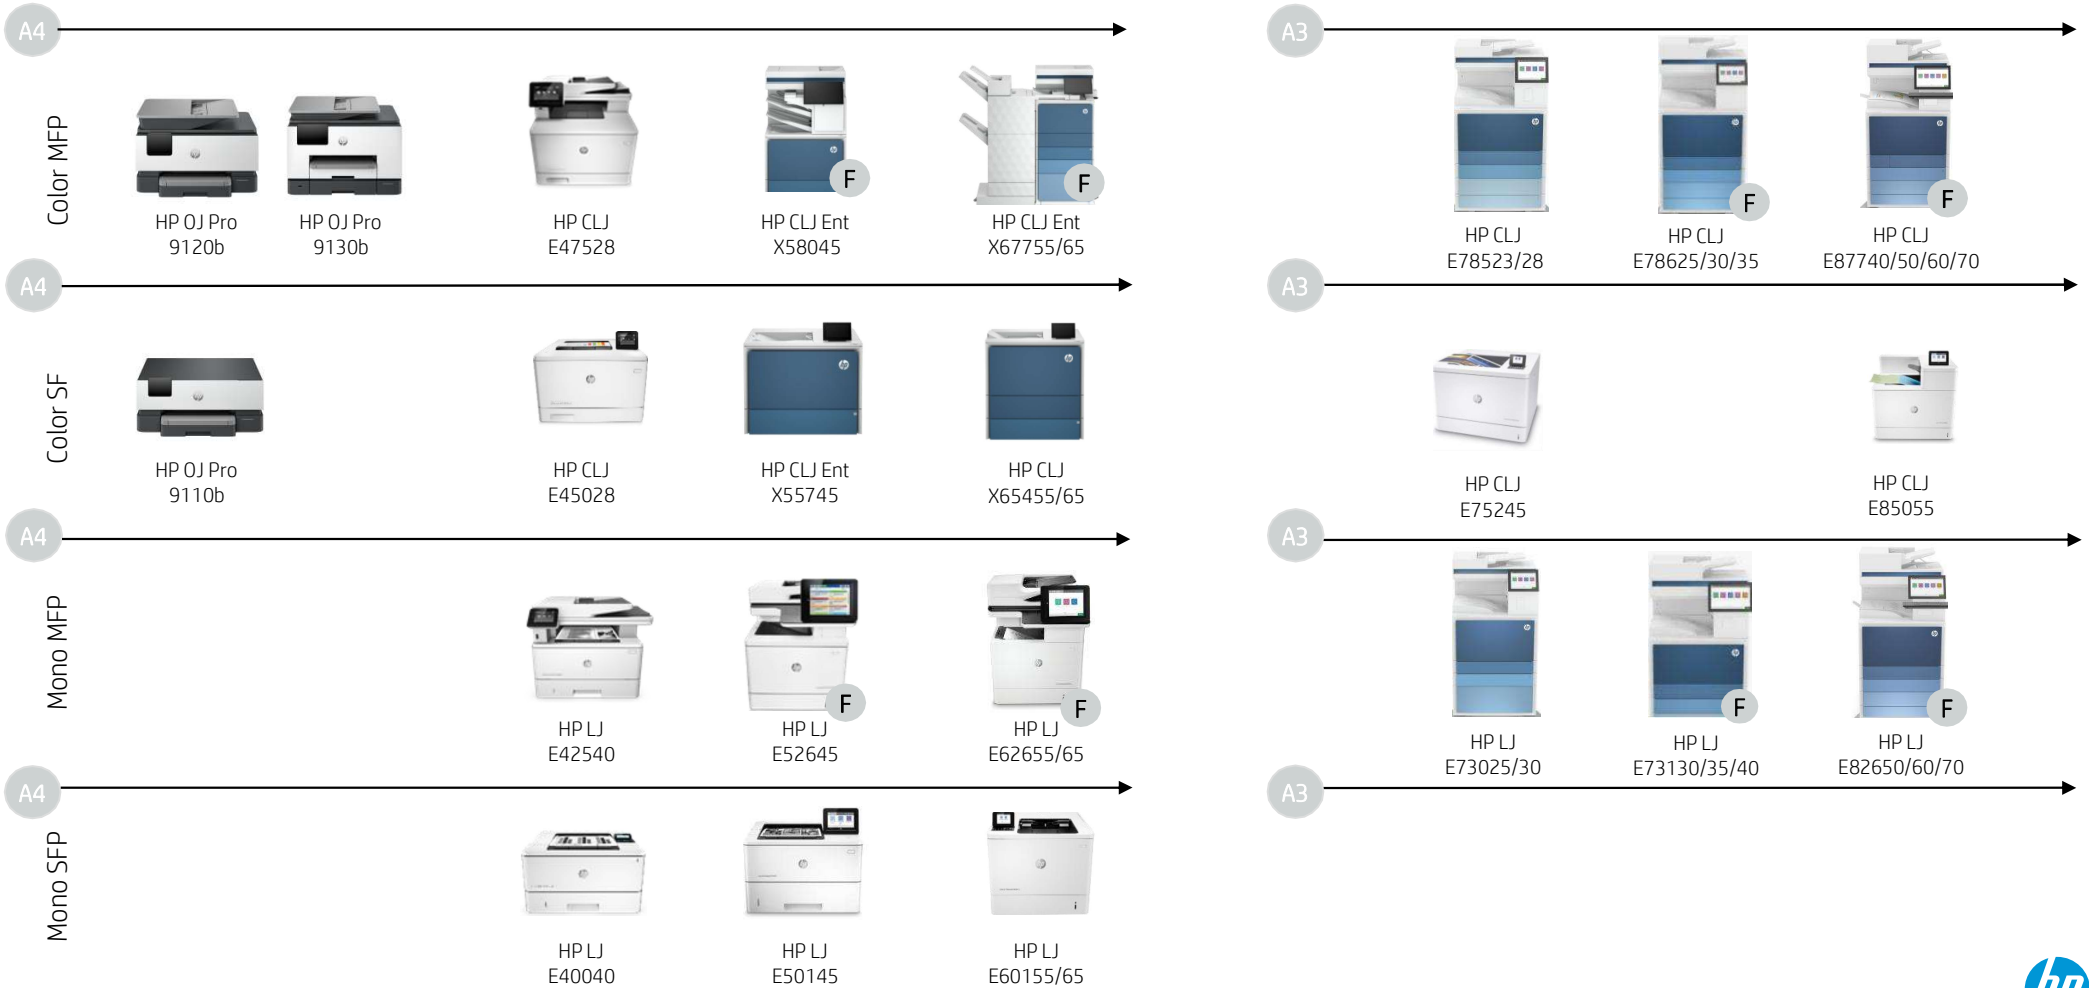 A4
A3
Color MFP
F
F
F
F
HP OJ Pro
9120b
HP OJ Pro
9130b
HP CLJ
E47528
HP CLJ Ent
X58045
HP CLJ Ent
X67755/65
HP CLJ
E78523/28
HP CLJ
E78625/30/35
HP CLJ
E87740/50/60/70
A4
A3
Color SF
HP OJ Pro
9110b
HP CLJ
E45028
HP CLJ Ent
X55745
HP CLJ
X65455/65
HP CLJ
E75245
HP CLJ
E85055
A4
A3
Mono MFP
F
F
F
F
HP LJ
E42540
HP LJ
E52645
HP LJ
E62655/65
HP LJ
E73025/30
HP LJ
E73130/35/40
HP LJ
E82650/60/70
A4
A3
Mono SFP
HP LJ
E40040
HP LJ
E50145
HP LJ
E60155/65
hp